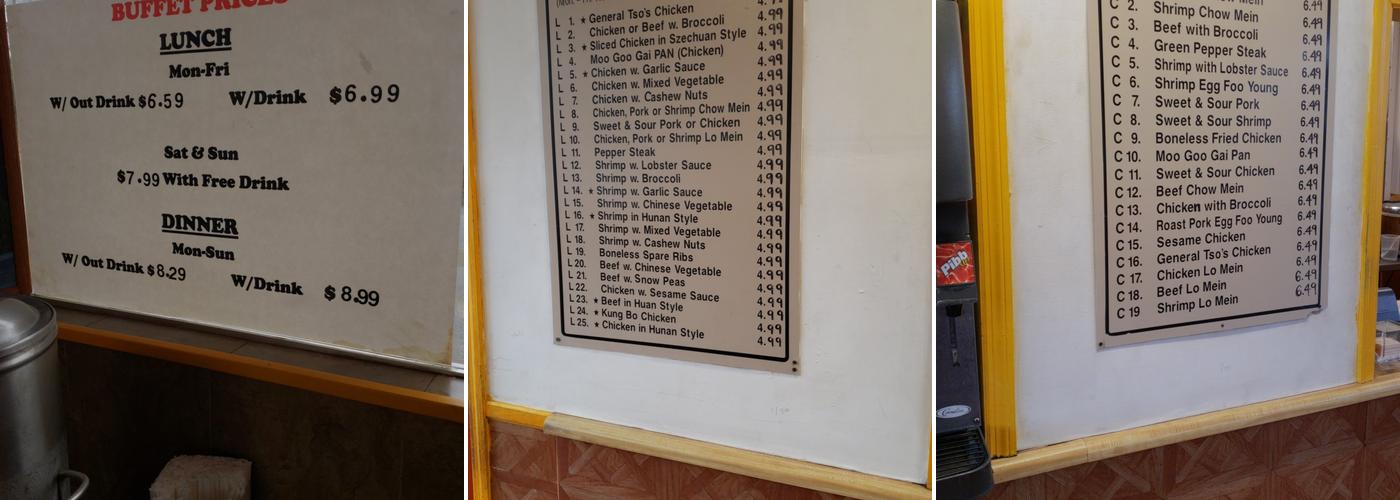 BUFFET PRICES
LUNCH
Mon-Fri
W/ Out Drink $6.59 W/Drink $6.99
Sat & Sun
$7.99 With Free Drink
DINNER
Mon-Sun
W/ Out Drink $8.29 W/Drink $8.99
L 1. ★ General Tso's Chicken 4.99
L 2. Chicken or Beef w. Broccoli 4.99
L 3. ★ Sliced Chicken in Szechuan Style 4.99
L 4. Moo Goo Gai PAN (Chicken) 4.99
L 5. ★ Chicken w. Garlic Sauce 4.99
L 6. Chicken w. Mixed Vegetable 4.99
L 7. Chicken w. Cashew Nuts 4.99
L 8. Chicken, Pork or Shrimp Chow Mein 4.99
L 9. Sweet & Sour Pork or Chicken 4.99
L 10. Chicken, Pork or Shrimp Lo Mein 4.99
L 11. Pepper Steak 4.99
L 12. Shrimp w. Lobster Sauce 4.99
L 13. Shrimp w. Broccoli 4.99
L 14. ★ Shrimp w. Garlic Sauce 4.99
L 15. Shrimp w. Chinese Vegetable 4.99
L 16. ★ Shrimp in Hunan Style 4.99
L 17. Shrimp w. Mixed Vegetable 4.99
L 18. Shrimp w. Cashew Nuts 4.99
L 19. Boneless Spare Ribs 4.99
L 20. Beef w. Chinese Vegetable 4.99
L 21. Beef w. Snow Peas 4.99
L 22. Chicken w. Sesame Sauce 4.99
L 23. ★ Beef in Huan Style 4.99
L 24. ★ Kung Bo Chicken 4.99
L 25. ★ Chicken in Hunan Style 4.99
Mein 6.49
C 2. Shrimp Chow Mein 6.49
C 3. Beef with Broccoli 6.49
C 4. Green Pepper Steak 6.49
C 5. Shrimp with Lobster Sauce 6.49
C 6. Shrimp Egg Foo Young 6.49
C 7. Sweet & Sour Pork 6.49
C 8. Sweet & Sour Shrimp 6.49
C 9. Boneless Fried Chicken 6.49
C 10. Moo Goo Gai Pan 6.49
C 11. Sweet & Sour Chicken 6.49
C 12. Beef Chow Mein 6.49
C 13. Chicken with Broccoli 6.49
C 14. Roast Pork Egg Foo Young 6.49
C 15. Sesame Chicken 6.49
C 16. General Tso's Chicken 6.49
C 17. Chicken Lo Mein 6.49
C 18. Beef Lo Mein 6.49
C 19 Shrimp Lo Mein 6.49
Pibb